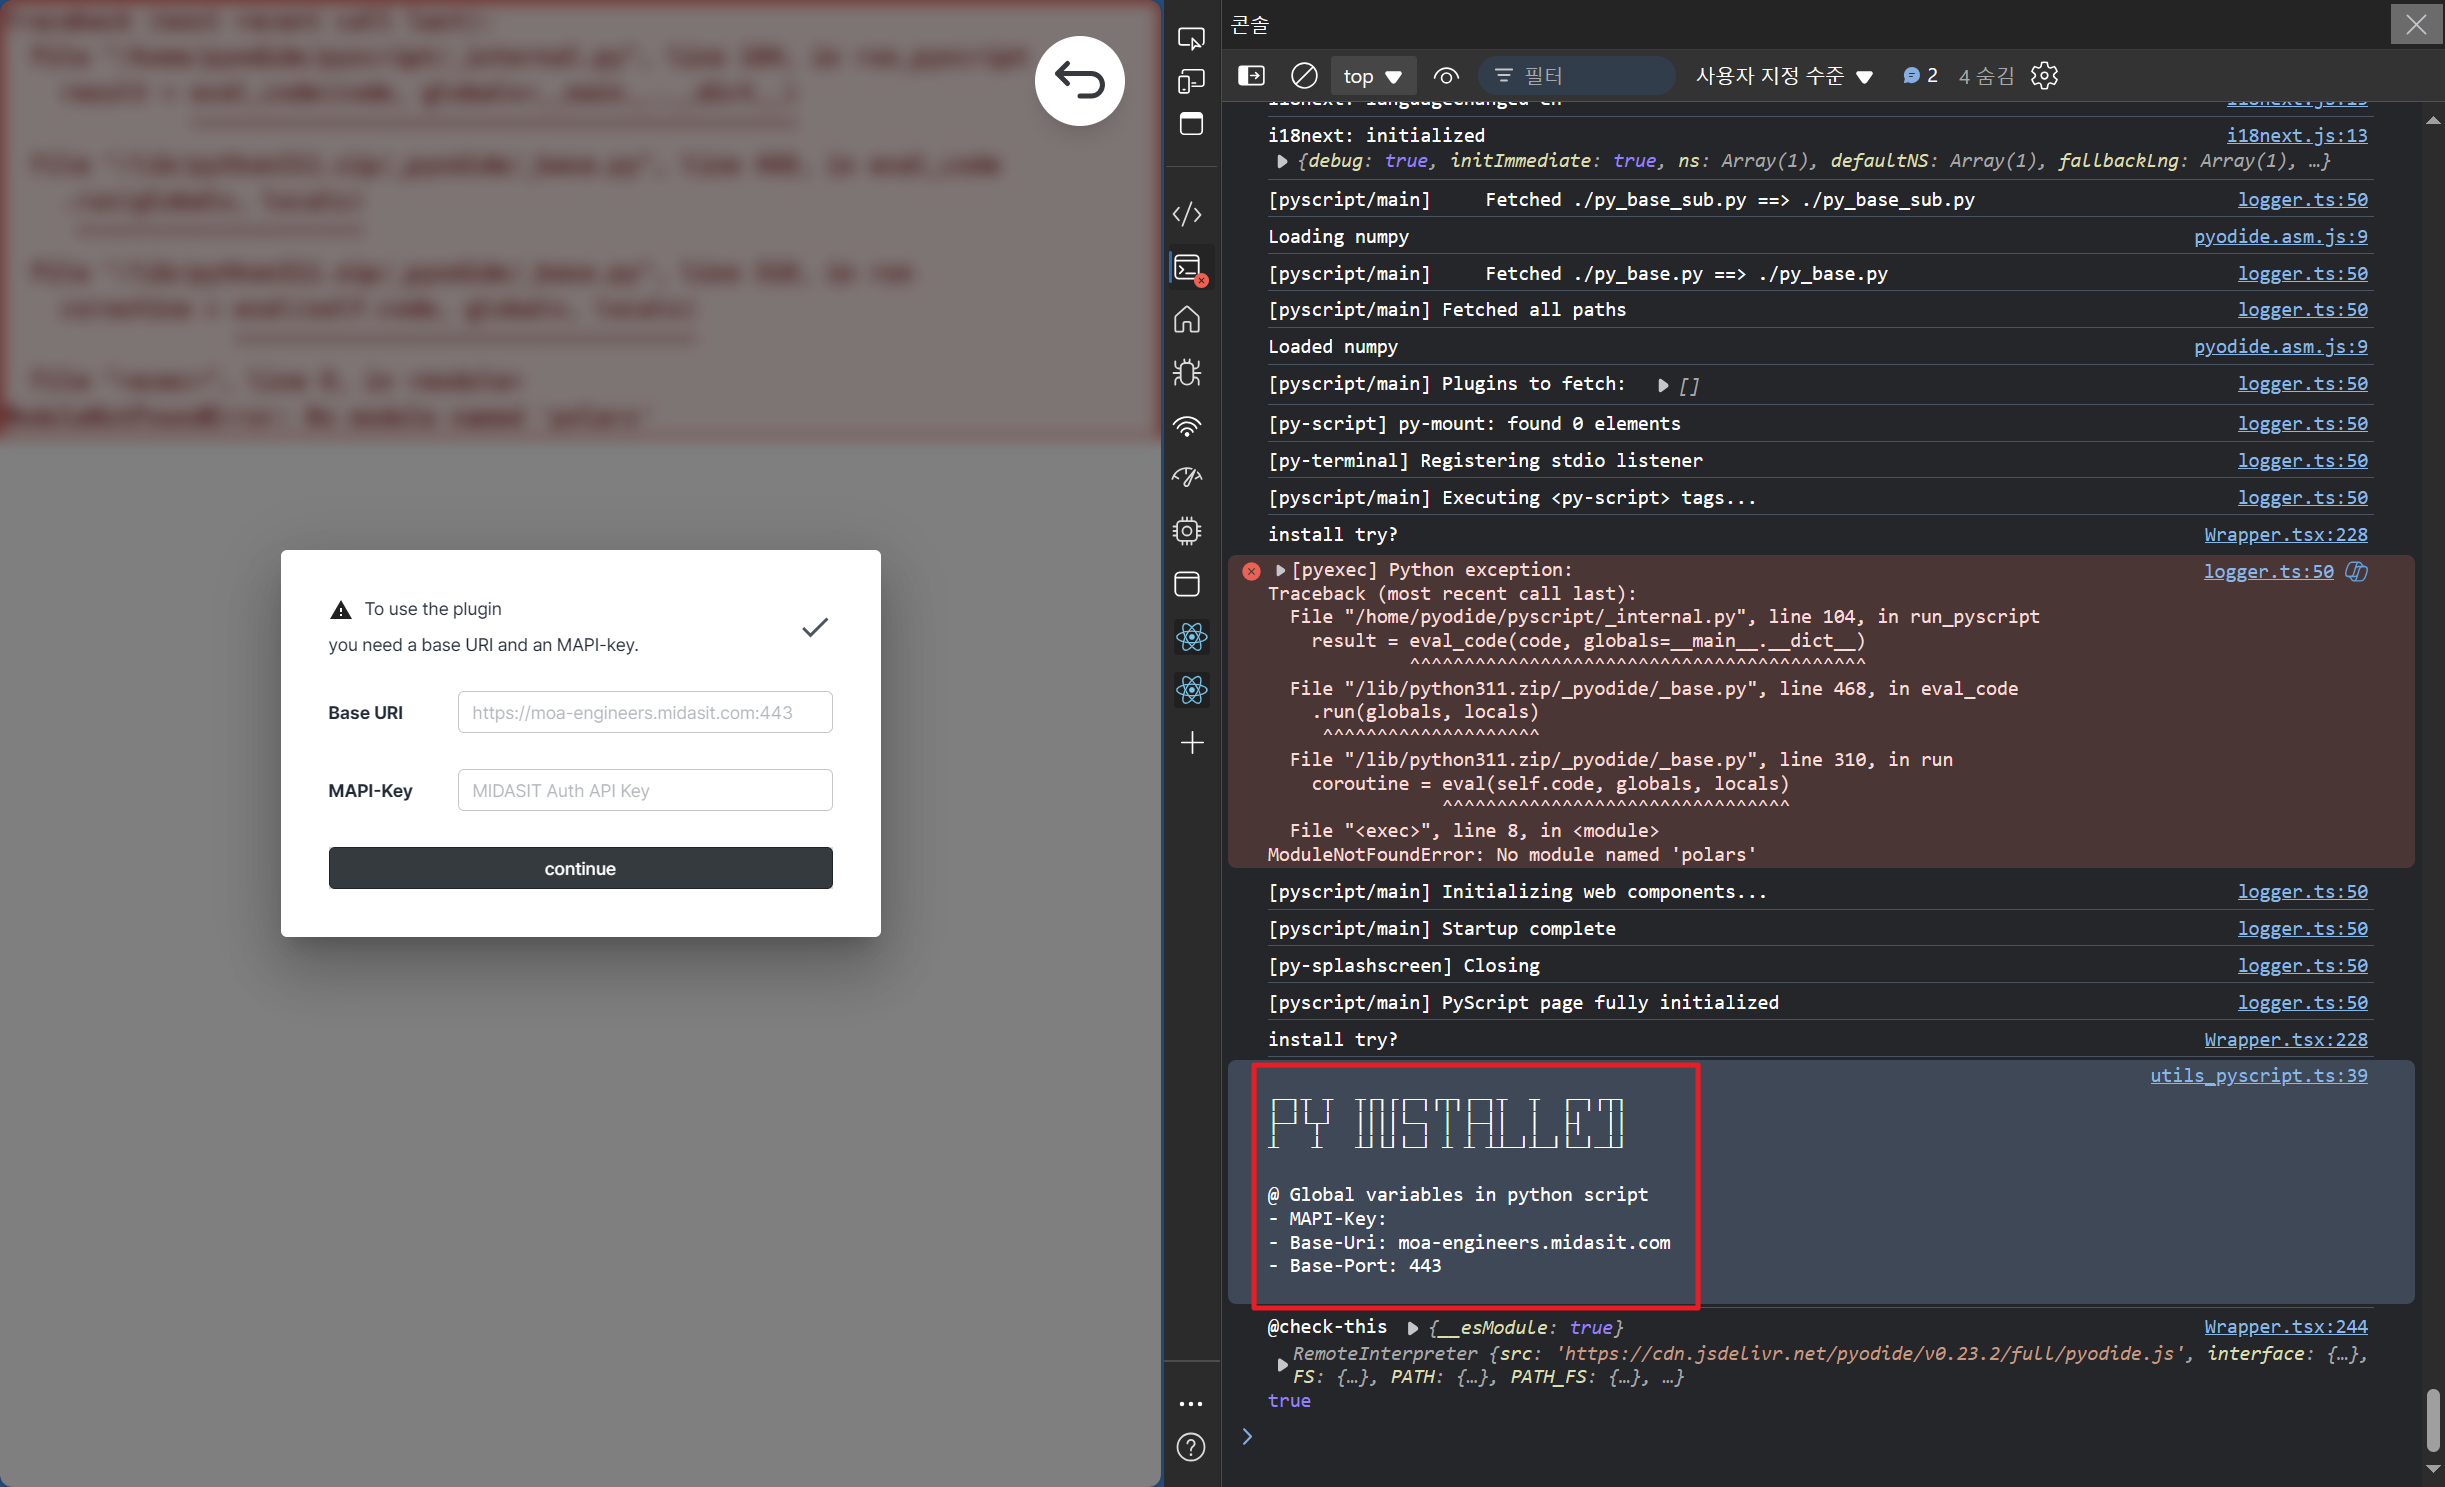 To use the plugin
you need a base URI and an MAPI-key.
Base URI
https://moa-engineers.midasit.com:443
MAPI-Key
MIDASIT Auth API Key
continue
콘솔
top
필터
사용자 지정 수준
2
4 숨김
i18next: languageChanged en i18next.js:13
i18next: initialized i18next.js:13
{debug: true, initImmediate: true, ns: Array(1), defaultNS: Array(1), fallbackLng: Array(1), …}
[pyscript/main] Fetched ./py_base_sub.py ==> ./py_base_sub.py logger.ts:50
Loading numpy pyodide.asm.js:9
[pyscript/main] Fetched ./py_base.py ==> ./py_base.py logger.ts:50
[pyscript/main] Fetched all paths logger.ts:50
Loaded numpy pyodide.asm.js:9
[pyscript/main] Plugins to fetch: [] logger.ts:50
[py-script] py-mount: found 0 elements logger.ts:50
[py-terminal] Registering stdio listener logger.ts:50
[pyscript/main] Executing <py-script> tags... logger.ts:50
install try? Wrapper.tsx:228
[pyexec] Python exception: logger.ts:50
Traceback (most recent call last):
File "/home/pyodide/pyscript/_internal.py", line 104, in run_pyscript
result = eval_code(code, globals=__main__.__dict__)
^^^^^^^^^^^^^^^^^^^^^^^^^^^^^^^^^^^^^^^^^^
File "/lib/python311.zip/_pyodide/_base.py", line 468, in eval_code
.run(globals, locals)
^^^^^^^^^^^^^^^^^^^^
File "/lib/python311.zip/_pyodide/_base.py", line 310, in run
coroutine = eval(self.code, globals, locals)
^^^^^^^^^^^^^^^^^^^^^^^^^^^^^^^^
File "<exec>", line 8, in <module>
ModuleNotFoundError: No module named 'polars'
[pyscript/main] Initializing web components... logger.ts:50
[pyscript/main] Startup complete logger.ts:50
[py-splashscreen] Closing logger.ts:50
[pyscript/main] PyScript page fully initialized logger.ts:50
install try? Wrapper.tsx:228
utils_pyscript.ts:39
PY INSTALLED
@ Global variables in python script
- MAPI-Key:
- Base-Uri: moa-engineers.midasit.com
- Base-Port: 443
@check-this {__esModule: true} Wrapper.tsx:244
RemoteInterpreter {src: 'https://cdn.jsdelivr.net/pyodide/v0.23.2/full/pyodide.js', interface: {…},
FS: {…}, PATH: {…}, PATH_FS: {…}, …}
true